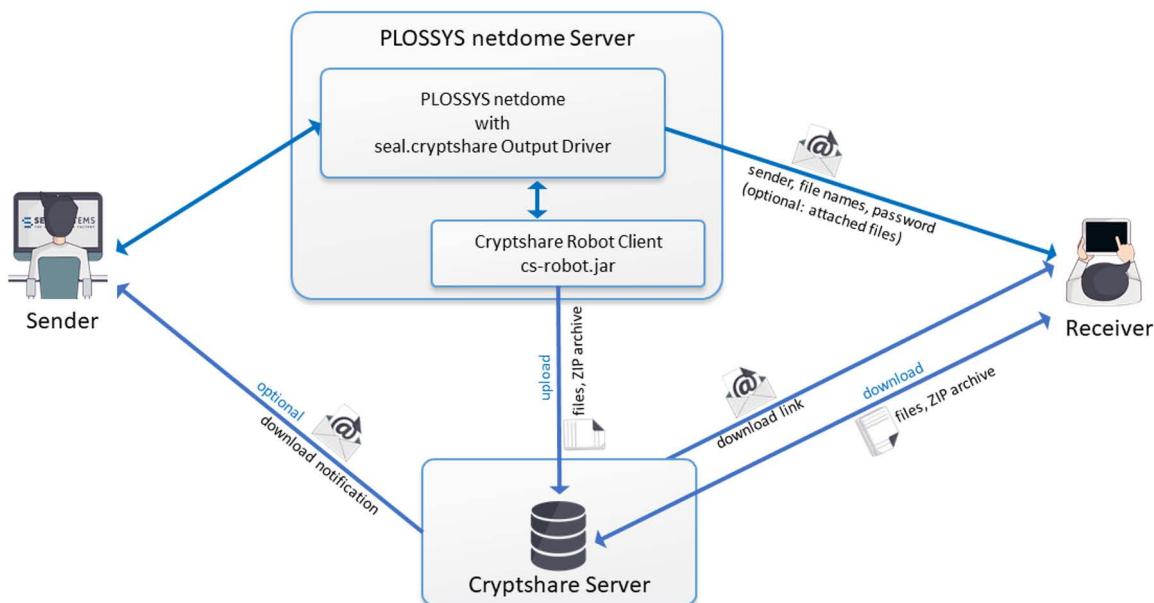 PLOSSYS netdome Server
PLOSSYS netdome
with
seal.cryptshare Output Driver
Cryptshare Robot Client
cs-robot.jar
sender, file names, password
(optional: attached files)
Sender
Receiver
upload
files, ZIP archive
optional
download notification
download link
download
files, ZIP archive
Cryptshare Server